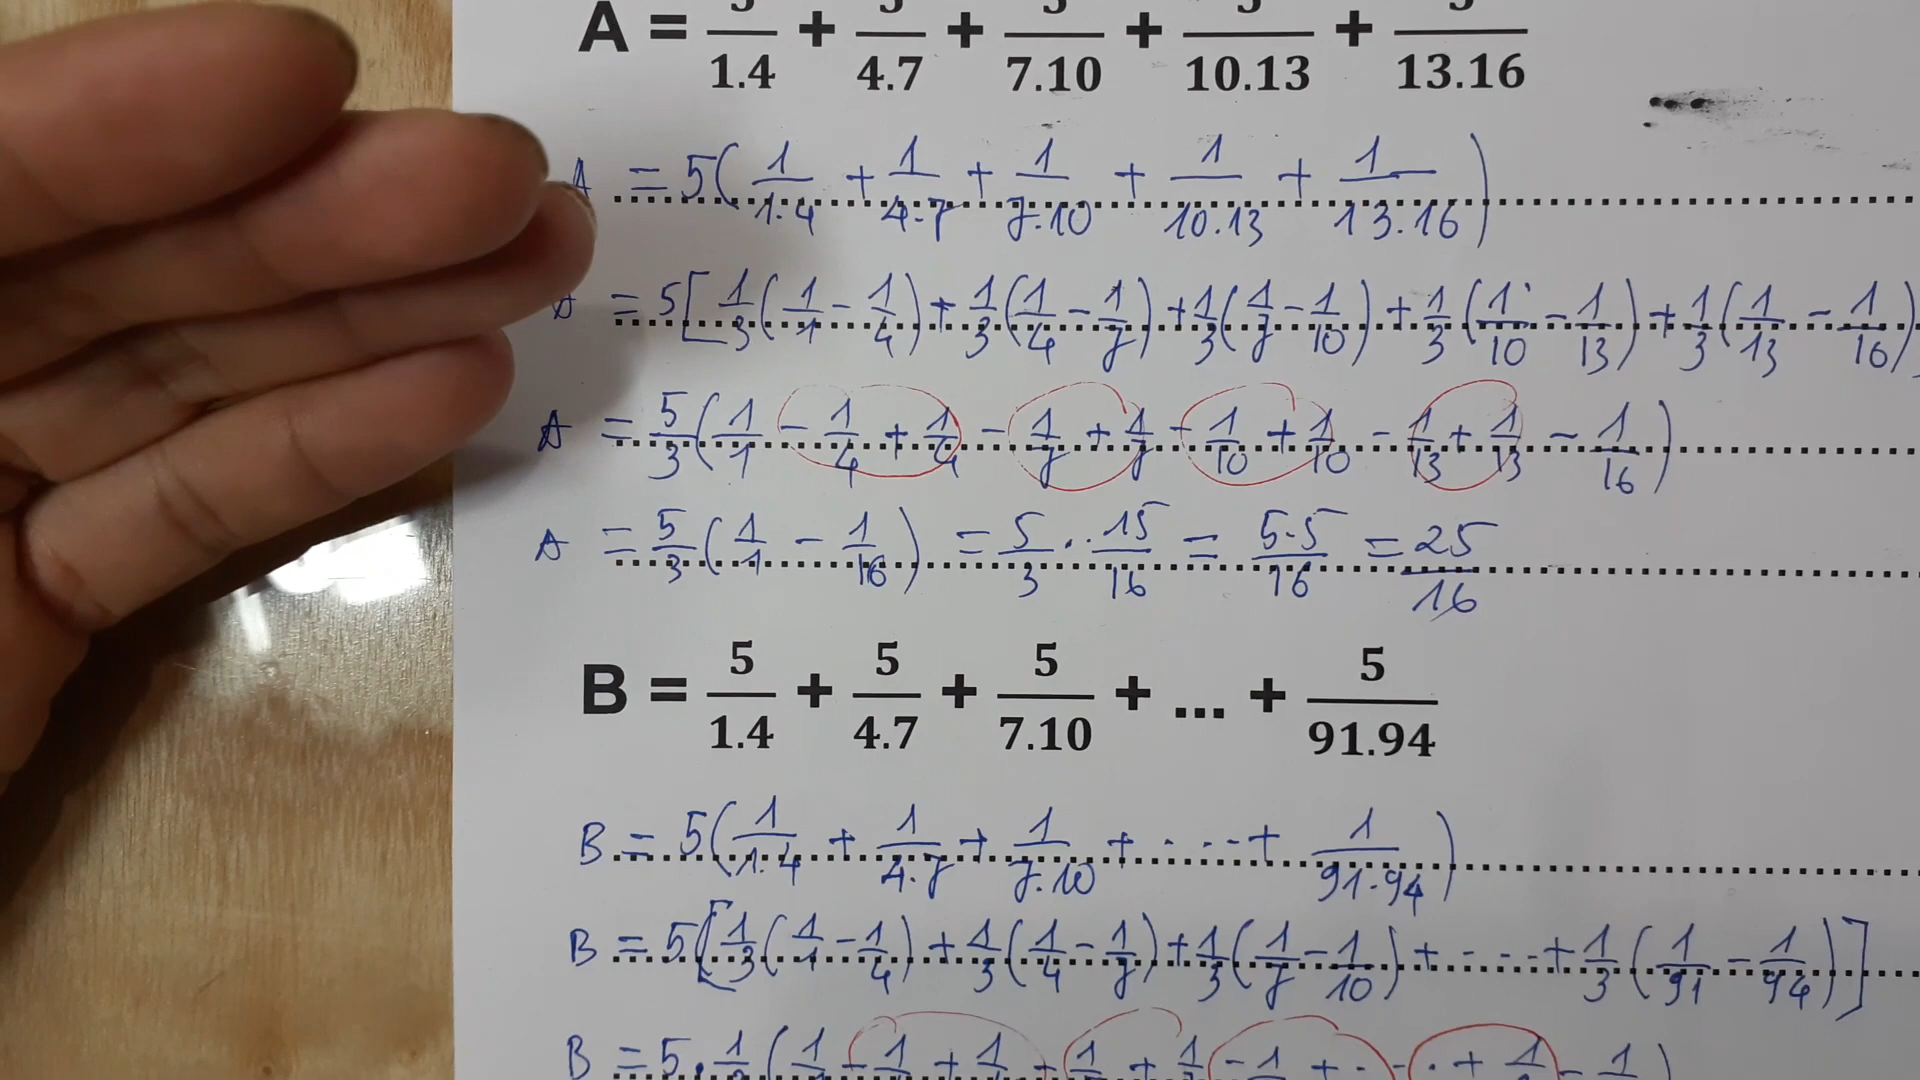 A = 5/1.4 + 5/4.7 + 5/7.10 + 5/10.13 + 5/13.16
A = 5(1/1.4 + 1/4.7 + 1/7.10 + 1/10.13 + 1/13.16)
A = 5[1/3(1/1 - 1/4) + 1/3(1/4 - 1/7) + 1/3(1/7 - 1/10) + 1/3(1/10 - 1/13) + 1/3(1/13 - 1/16)]
A = 5/3(1/1 - 1/4 + 1/4 - 1/7 + 1/7 - 1/10 + 1/10 - 1/13 + 1/13 - 1/16)
A = 5/3(1/1 - 1/16) = 5/3 . 15/16 = 5.5/16 = 25/16
B = 5/1.4 + 5/4.7 + 5/7.10 + ... + 5/91.94
B = 5(1/1.4 + 1/4.7 + 1/7.10 + .... + 1/91.94)
B = 5[1/3(1/1 - 1/4) + 1/3(1/4 - 1/7) + 1/3(1/7 - 1/10) + .... + 1/3(1/91 - 1/94)]
B = 5.1/3(